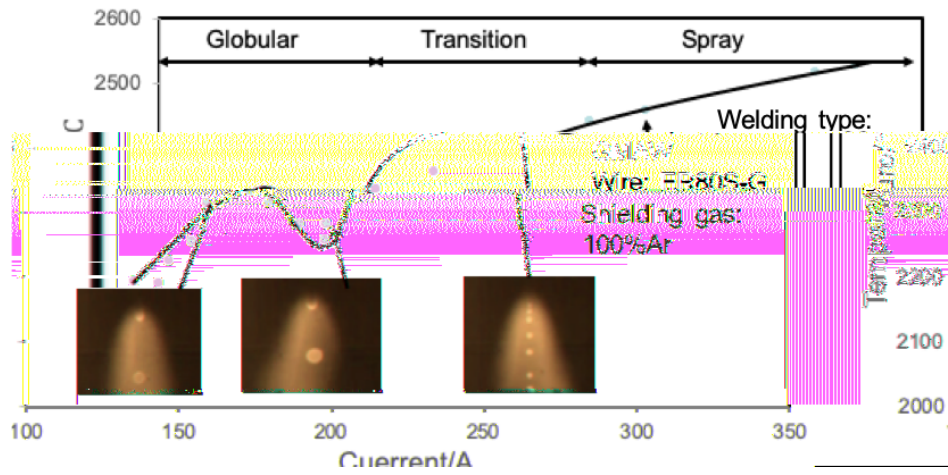 2600
Globular Transition Spray
2500
C
Welding type:
Wire: ER80S-G
Shielding gas:
100%Ar
2200
2100
2000
100 150 200 250 300 350
Cuerrent/A